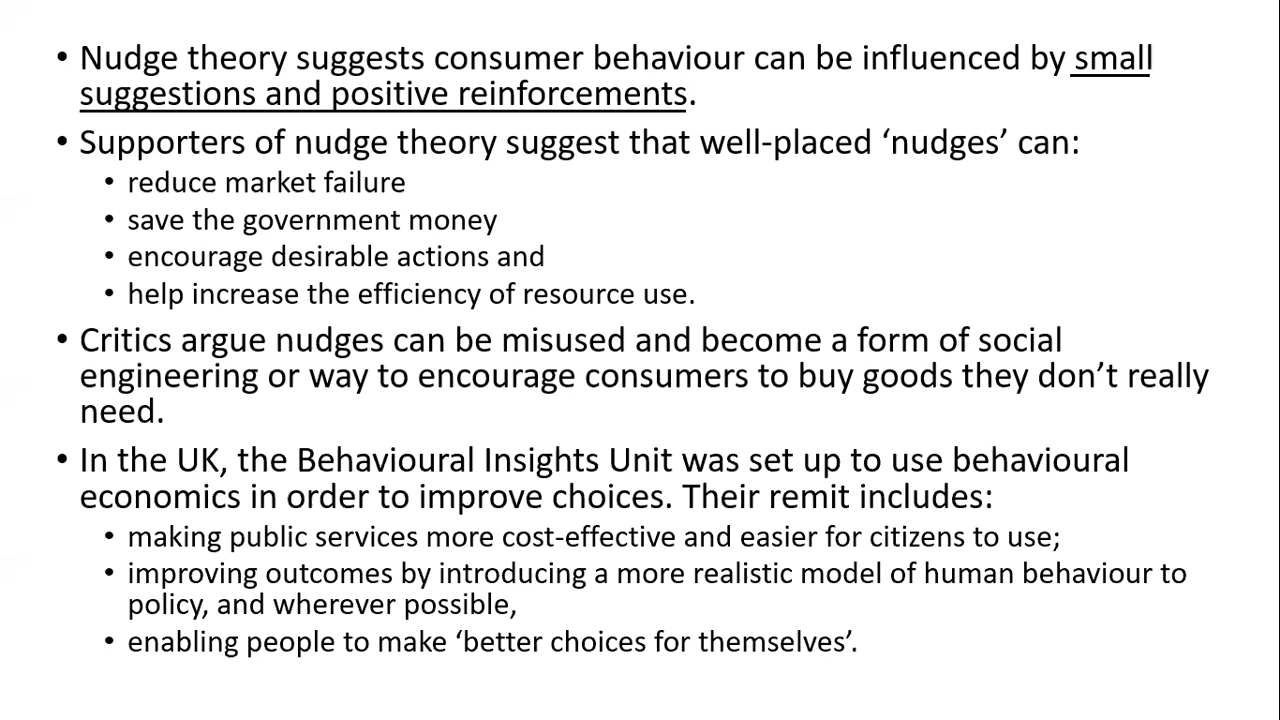 • Nudge theory suggests consumer behaviour can be influenced by small
suggestions and positive reinforcements.
• Supporters of nudge theory suggest that well-placed ‘nudges’ can:
• reduce market failure
• save the government money
• encourage desirable actions and
• help increase the efficiency of resource use.
• Critics argue nudges can be misused and become a form of social
engineering or way to encourage consumers to buy goods they don’t really
need.
• In the UK, the Behavioural Insights Unit was set up to use behavioural
economics in order to improve choices. Their remit includes:
• making public services more cost-effective and easier for citizens to use;
• improving outcomes by introducing a more realistic model of human behaviour to
policy, and wherever possible,
• enabling people to make ‘better choices for themselves’.